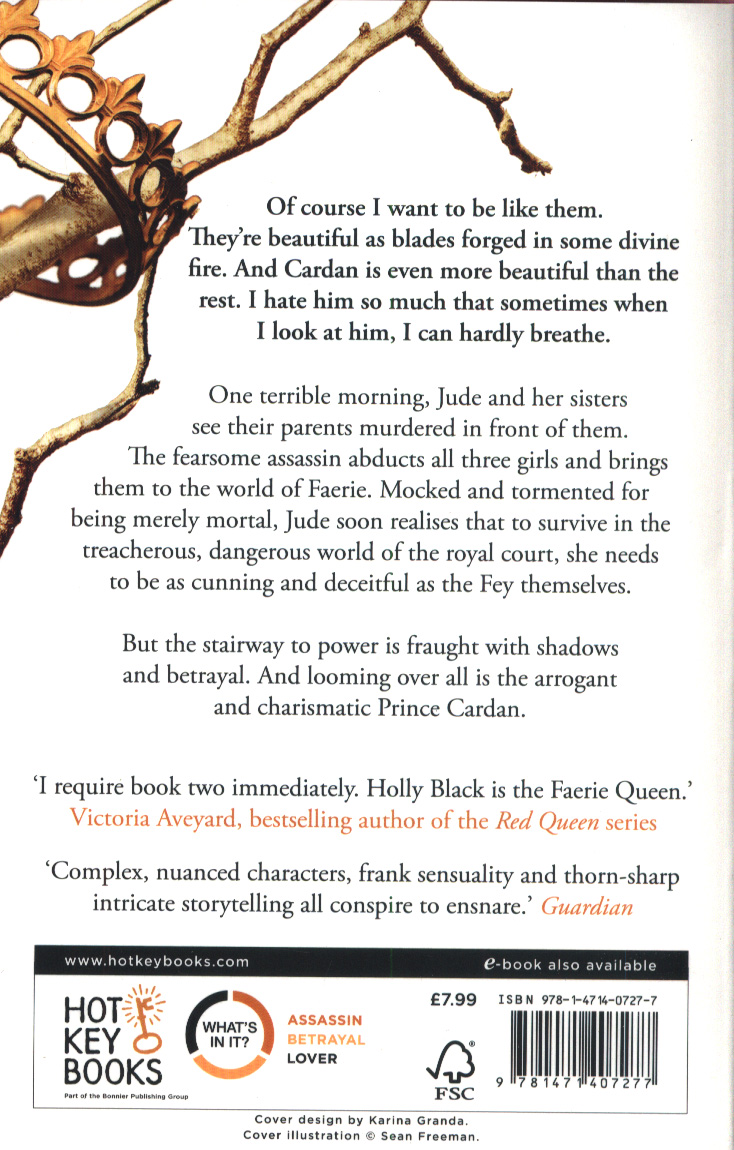 Of course I want to be like them.
They're beautiful as blades forged in some divine
fire. And Cardan is even more beautiful than the
rest. I hate him so much that sometimes when
I look at him, I can hardly breathe.
One terrible morning, Jude and her sisters
see their parents murdered in front of them.
The fearsome assassin abducts all three girls and brings
them to the world of Faerie. Mocked and tormented for
being merely mortal, Jude soon realises that to survive in the
treacherous, dangerous world of the royal court, she needs
to be as cunning and deceitful as the Fey themselves.
But the stairway to power is fraught with shadows
and betrayal. And looming over all is the arrogant
and charismatic Prince Cardan.
‘I require book two immediately. Holly Black is the Faerie Queen.’
Victoria Aveyard, bestselling author of the Red Queen series
‘Complex, nuanced characters, frank sensuality and thorn-sharp
intricate storytelling all conspire to ensnare.’ Guardian
www.hotkeybooks.com
e-book also available
HOT
KEY
BOOKS
Part of the Bonnier Publishing Group
WHAT'S
IN IT?
ASSASSIN
BETRAYAL
LOVER
£7.99
FSC
®
ISBN 978-1-4714-0727-7
9 781471 407277
Cover design by Karina Granda.
Cover illustration © Sean Freeman.